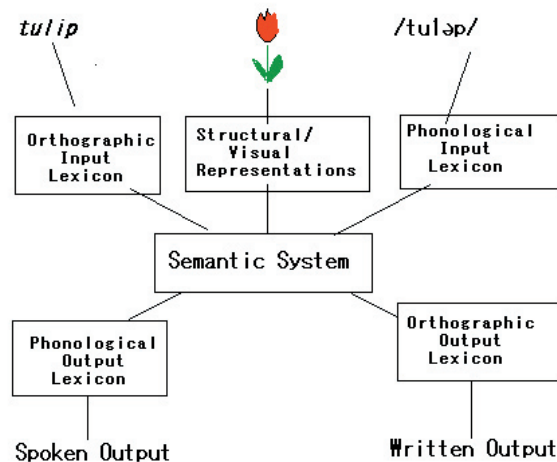 tulip
/tuləp/
Orthographic
Input
Lexicon
Structural/
Visual
Representations
Phonological
Input
Lexicon
Semantic System
Phonological
Output
Lexicon
Orthographic
Output
Lexicon
Spoken Output
Written Output